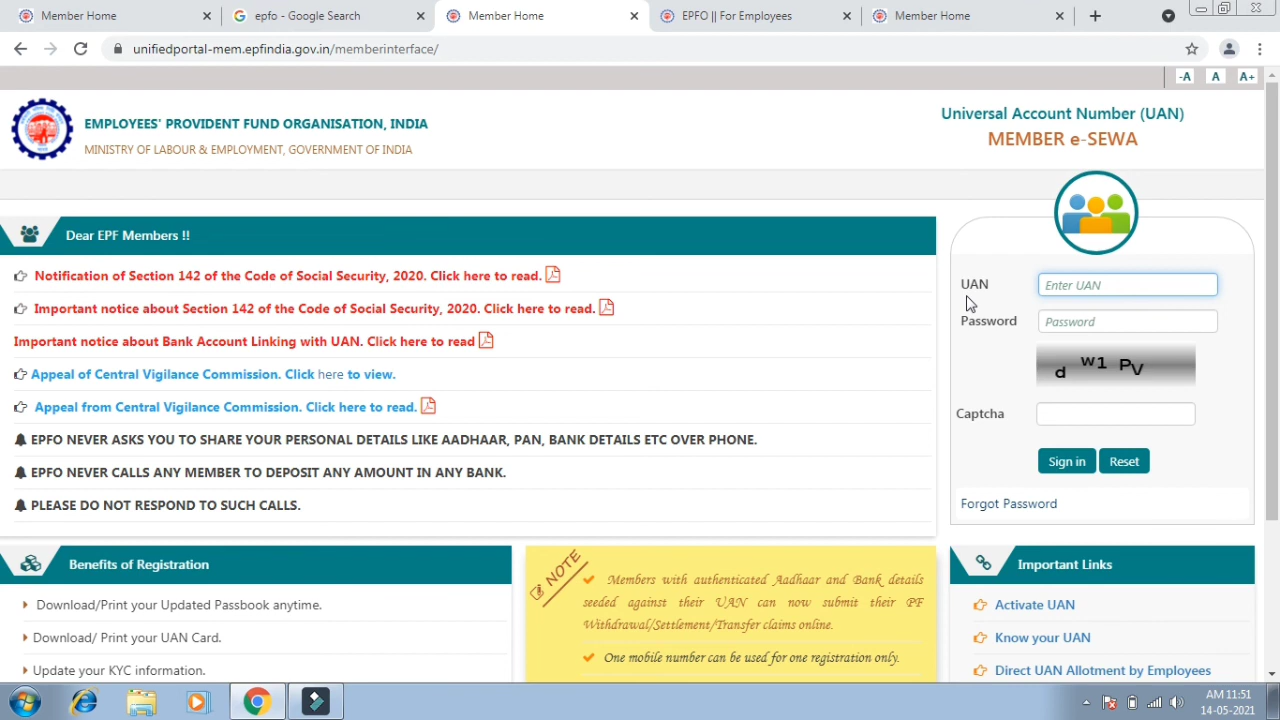 Member Home
epfo - Google Search
Member Home
EPFO || For Employees
Member Home
unifiedportal-mem.epfindia.gov.in/memberinterface/
-A A A+
EMPLOYEES' PROVIDENT FUND ORGANISATION, INDIA
MINISTRY OF LABOUR & EMPLOYMENT, GOVERNMENT OF INDIA
Universal Account Number (UAN)
MEMBER e-SEWA
Dear EPF Members !!
Notification of Section 142 of the Code of Social Security, 2020. Click here to read.
Important notice about Section 142 of the Code of Social Security, 2020. Click here to read.
Important notice about Bank Account Linking with UAN. Click here to read
Appeal of Central Vigilance Commission. Click here to view.
Appeal from Central Vigilance Commission. Click here to read.
EPFO NEVER ASKS YOU TO SHARE YOUR PERSONAL DETAILS LIKE AADHAAR, PAN, BANK DETAILS ETC OVER PHONE.
EPFO NEVER CALLS ANY MEMBER TO DEPOSIT ANY AMOUNT IN ANY BANK.
PLEASE DO NOT RESPOND TO SUCH CALLS.
UAN Enter UAN
Password Password
d w1 PV
Captcha
Sign in Reset
Forgot Password
Benefits of Registration
Download/Print your Updated Passbook anytime.
Download/ Print your UAN Card.
Update your KYC information.
NOTE
Members with authenticated Aadhaar and Bank details
seeded against their UAN can now submit their PF
Withdrawal/Settlement/Transfer claims online.
One mobile number can be used for one registration only.
Important Links
Activate UAN
Know your UAN
Direct UAN Allotment by Employees
AM 11:51
14-05-2021